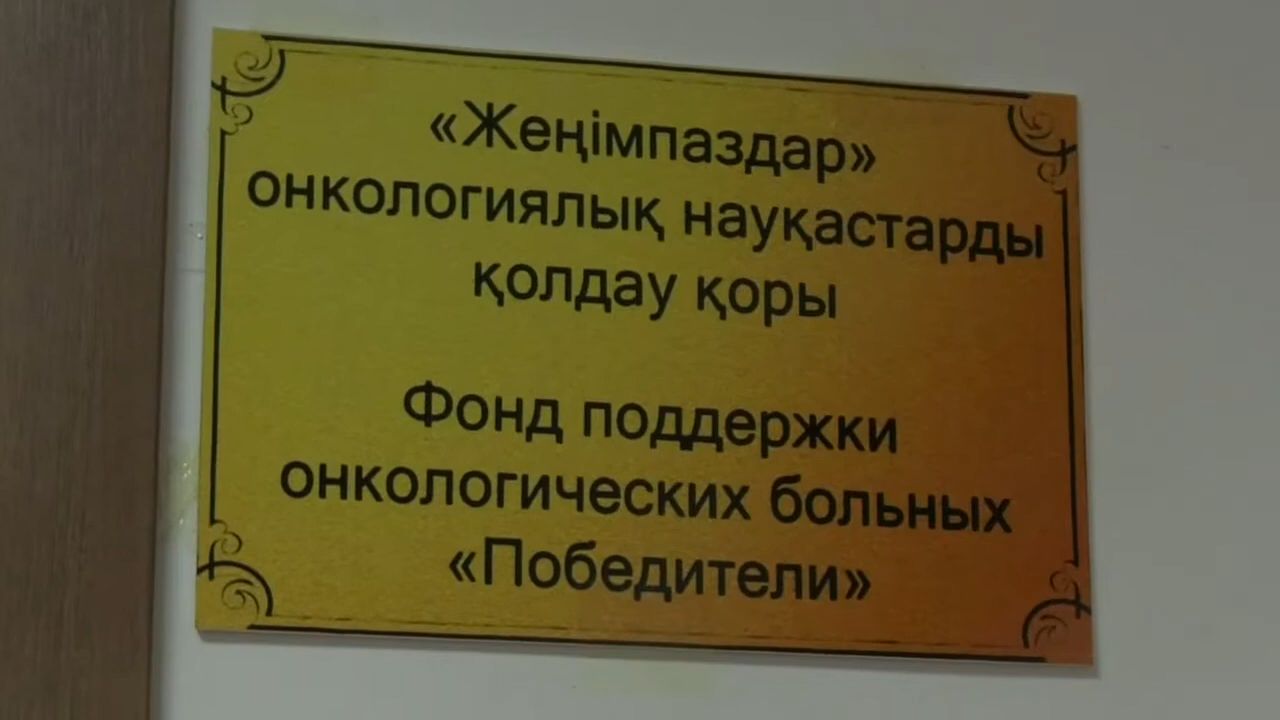 «Жеңімпаздар»
онкологиялық науқастарды
қолдау қоры
Фонд поддержки
онкологических больных
«Победители»